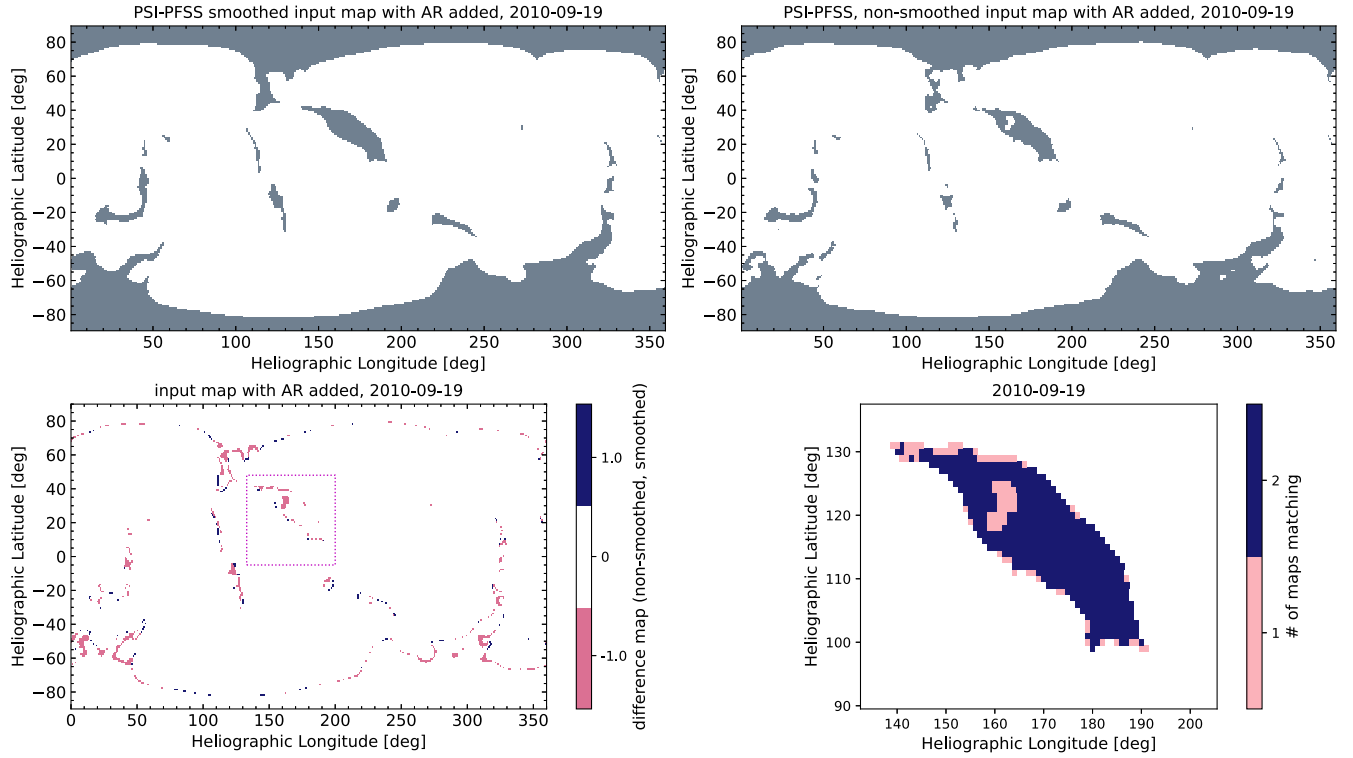 PSI-PFSS smoothed input map with AR added, 2010-09-19
80
60
40
20
0
−20
−40
−60
−80
Heliographic Latitude [deg]
50 100 150 200 250 300 350
Heliographic Longitude [deg]
PSI-PFSS, non-smoothed input map with AR added, 2010-09-19
80
60
40
20
0
−20
−40
−60
−80
Heliographic Latitude [deg]
50 100 150 200 250 300 350
Heliographic Longitude [deg]
input map with AR added, 2010-09-19
80
60
40
20
0
−20
−40
−60
−80
Heliographic Latitude [deg]
0 50 100 150 200 250 300 350
Heliographic Longitude [deg]
1.0
0
-1.0
difference map (non-smoothed, smoothed)
2010-09-19
130
120
110
100
90
Heliographic Latitude [deg]
140 150 160 170 180 190 200
Heliographic Longitude [deg]
2
1
# of maps matching